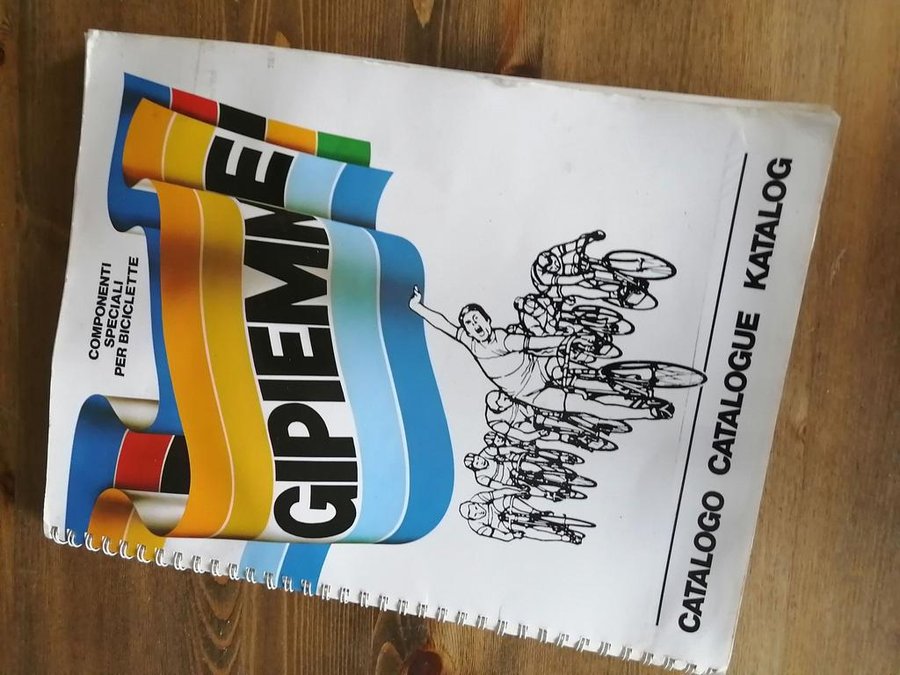 COMPONENTI
SPECIALI
PER BICICLETTE
GIPIEMME
CATALOGO CATALOGUE KATALOG